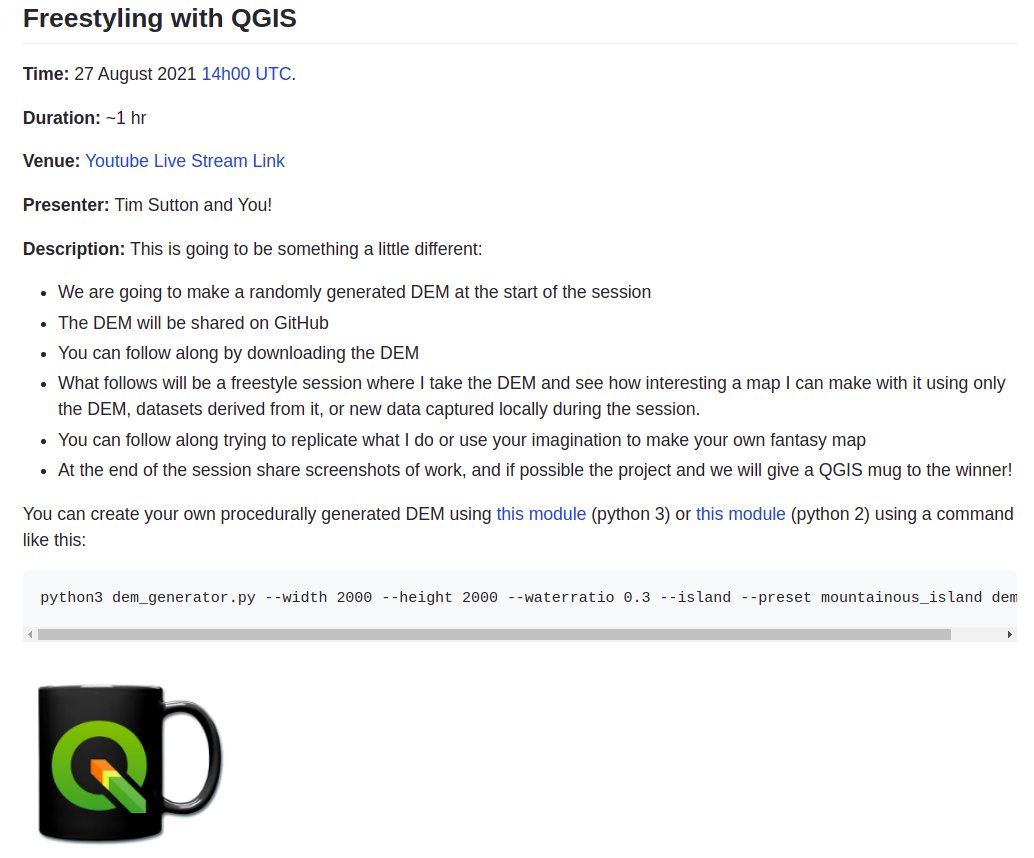 Freestyling with QGIS
Time: 27 August 2021 14h00 UTC.
Duration: ~1 hr
Venue: Youtube Live Stream Link
Presenter: Tim Sutton and You!
Description: This is going to be something a little different:
• We are going to make a randomly generated DEM at the start of the session
• The DEM will be shared on GitHub
• You can follow along by downloading the DEM
• What follows will be a freestyle session where I take the DEM and see how interesting a map I can make with it using only
the DEM, datasets derived from it, or new data captured locally during the session.
• You can follow along trying to replicate what I do or use your imagination to make your own fantasy map
• At the end of the session share screenshots of work, and if possible the project and we will give a QGIS mug to the winner!
You can create your own procedurally generated DEM using this module (python 3) or this module (python 2) using a command
like this:
python3 dem_generator.py --width 2000 --height 2000 --waterratio 0.3 --island --preset mountainous_island dem